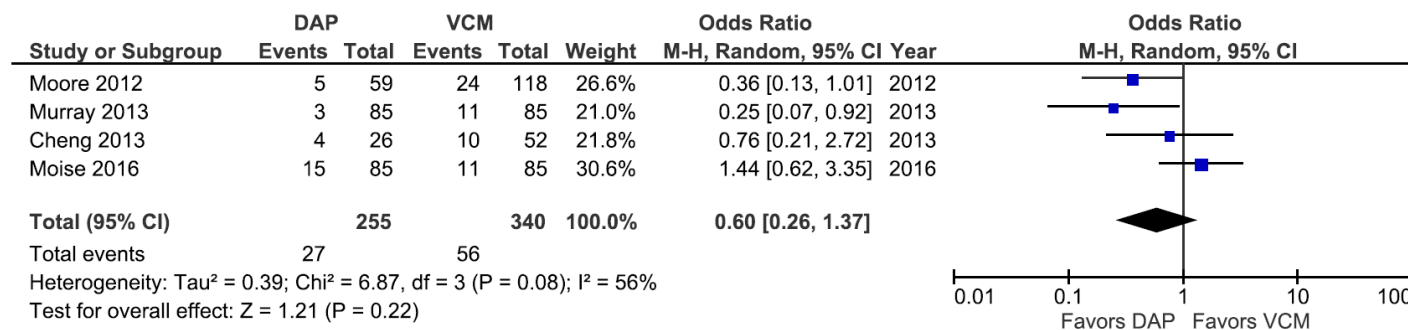 DAP VCM Odds Ratio Odds Ratio
Study or Subgroup Events Total Events Total Weight M-H, Random, 95% CI Year M-H, Random, 95% CI
Moore 2012 5 59 24 118 26.6% 0.36 [0.13, 1.01] 2012
Murray 2013 3 85 11 85 21.0% 0.25 [0.07, 0.92] 2013
Cheng 2013 4 26 10 52 21.8% 0.76 [0.21, 2.72] 2013
Moise 2016 15 85 11 85 30.6% 1.44 [0.62, 3.35] 2016
Total (95% CI) 255 340 100.0% 0.60 [0.26, 1.37]
Total events 27 56
Heterogeneity: Tau² = 0.39; Chi² = 6.87, df = 3 (P = 0.08); I² = 56%
Test for overall effect: Z = 1.21 (P = 0.22)
0.01 0.1 1 10 100
Favors DAP Favors VCM